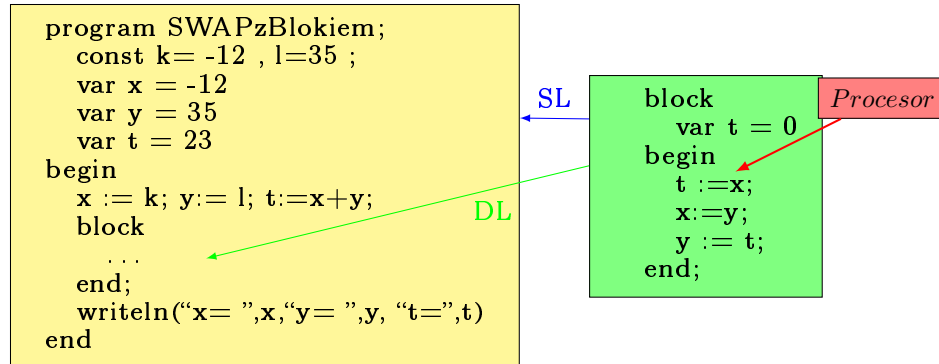 program SWAPzBlokiem;
const k= -12 , l=35 ;
var x = -12
var y = 35
var t = 23
begin
x := k; y:= l; t:=x+y;
block
...
end;
writeln(“x= ”,x,“y= ”,y, “t=”,t)
end
SL
DL
block
var t = 0
begin
t :=x;
x:=y;
y := t;
end;
Procesor